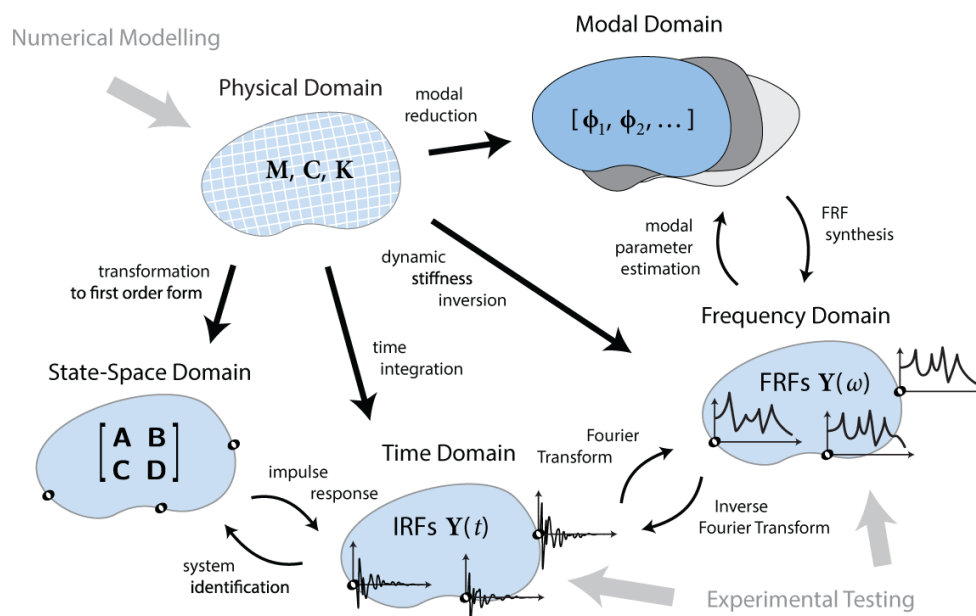 Numerical Modelling
Physical Domain
M, C, K
modal
reduction
Modal Domain
[ϕ₁, ϕ₂, …]
transformation
to first order form
dynamic
stiffness
inversion
modal
parameter
estimation
FRF
synthesis
time
integration
State-Space Domain
A B
C D
Frequency Domain
FRFs Y(ω)
impulse
response
system
identification
Time Domain
IRFs Y(t)
Fourier
Transform
Inverse
Fourier Transform
Experimental Testing